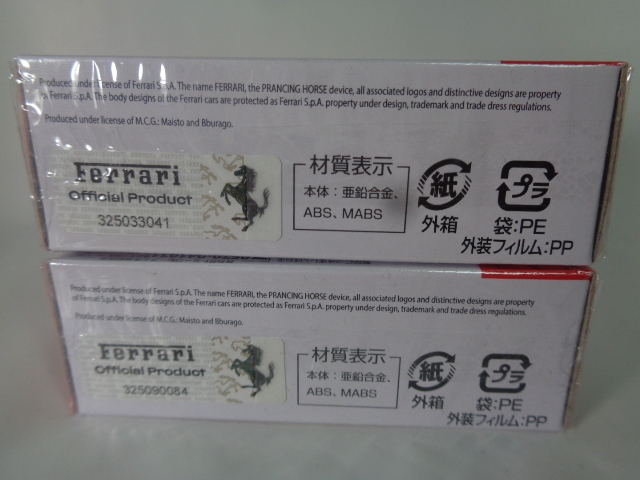 Produced under license of Ferrari S.p.A. The name FERRARI, the PRANCING HORSE device, all associated logos and distinctive designs are property
of Ferrari S.p.A. The body designs of the Ferrari cars are protected as Ferrari S.p.A. property under design, trademark and trade dress regulations.
Produced under license of M.C.G.: Maisto and Bburago.
Ferrari
Official Product
325033041
材質表示
本体：亜鉛合金、
ABS、MABS
紙
外箱
プラ
袋:PE
外装フィルム:PP
Produced under license of Ferrari S.p.A. The name FERRARI, the PRANCING HORSE device, all associated logos and distinctive designs are property
of Ferrari S.p.A. The body designs of the Ferrari cars are protected as Ferrari S.p.A. property under design, trademark and trade dress regulations.
Produced under license of M.C.G.: Maisto and Bburago.
Ferrari
Official Product
325090084
材質表示
本体：亜鉛合金、
ABS、MABS
紙
外箱
プラ
袋:PE
外装フィルム:PP